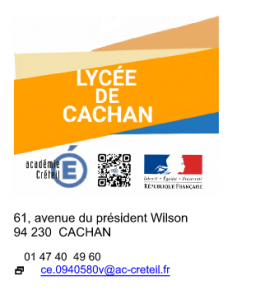 LYCÉE
DE
CACHAN
académie
Créteil
Liberté • Égalité • Fraternité
RÉPUBLIQUE FRANÇAISE
61, avenue du président Wilson
94 230 CACHAN
01 47 40 49 60
ce.0940580v@ac-creteil.fr